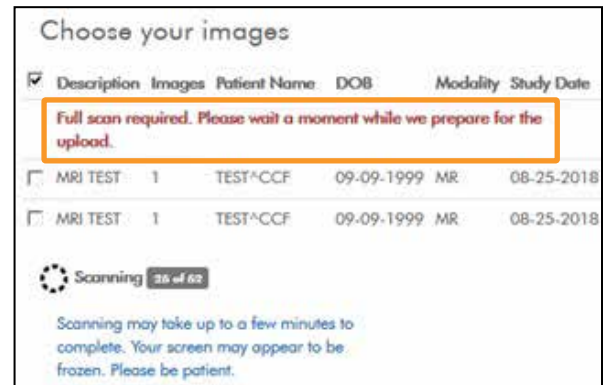 Choose your images
Description Images Patient Name DOB Modality Study Date
Full scan required. Please wait a moment while we prepare for the
upload.
MRI TEST 1 TEST^CCF 09-09-1999 MR 08-25-2018
MRI TEST 1 TEST^CCF 09-09-1999 MR 08-25-2018
Scanning 26 of 62
Scanning may take up to a few minutes to
complete. Your screen may appear to be
frozen. Please be patient.